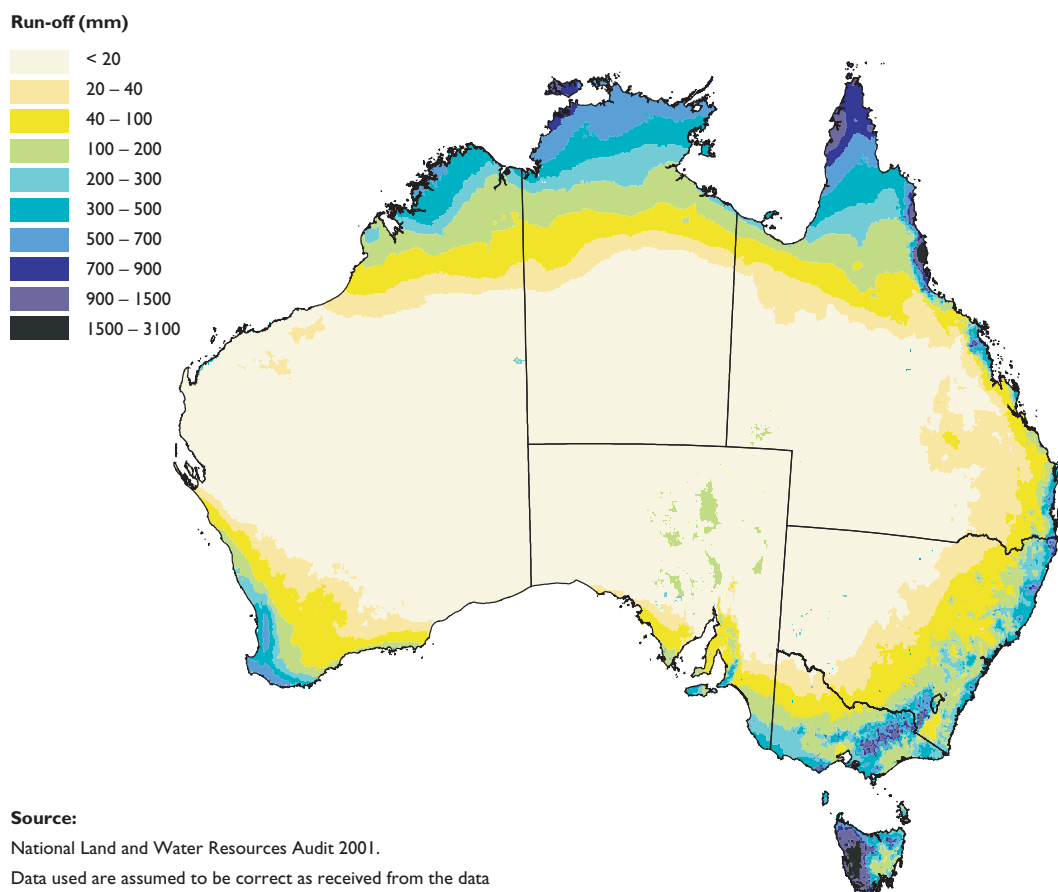 Run-off (mm)
< 20
20 – 40
40 – 100
100 – 200
200 – 300
300 – 500
500 – 700
700 – 900
900 – 1500
1500 – 3100
Source:
National Land and Water Resources Audit 2001.
Data used are assumed to be correct as received from the data